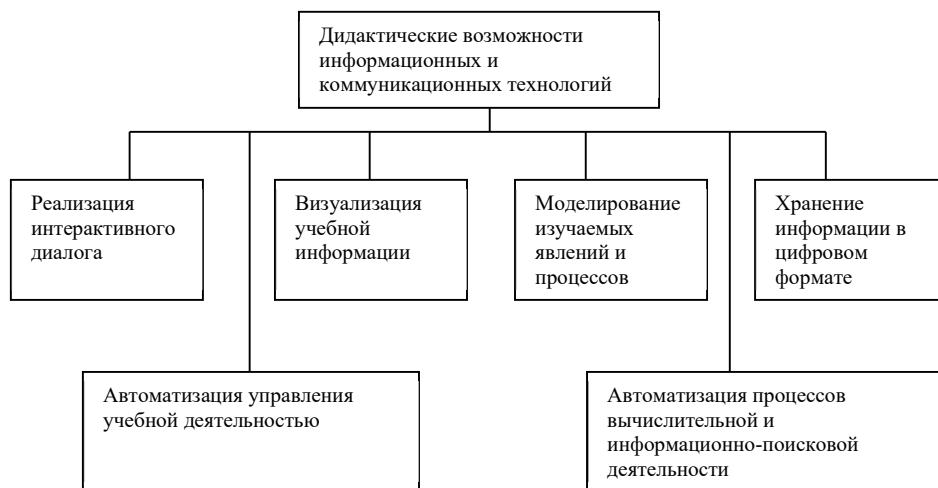 Дидактические возможности
информационных и
коммуникационных технологий
Реализация
интерактивного
диалога
Визуализация
учебной
информации
Моделирование
изучаемых
явлений и
процессов
Хранение
информации в
цифровом
формате
Автоматизация управления
учебной деятельностью
Автоматизация процессов
вычислительной и
информационно-поисковой
деятельности